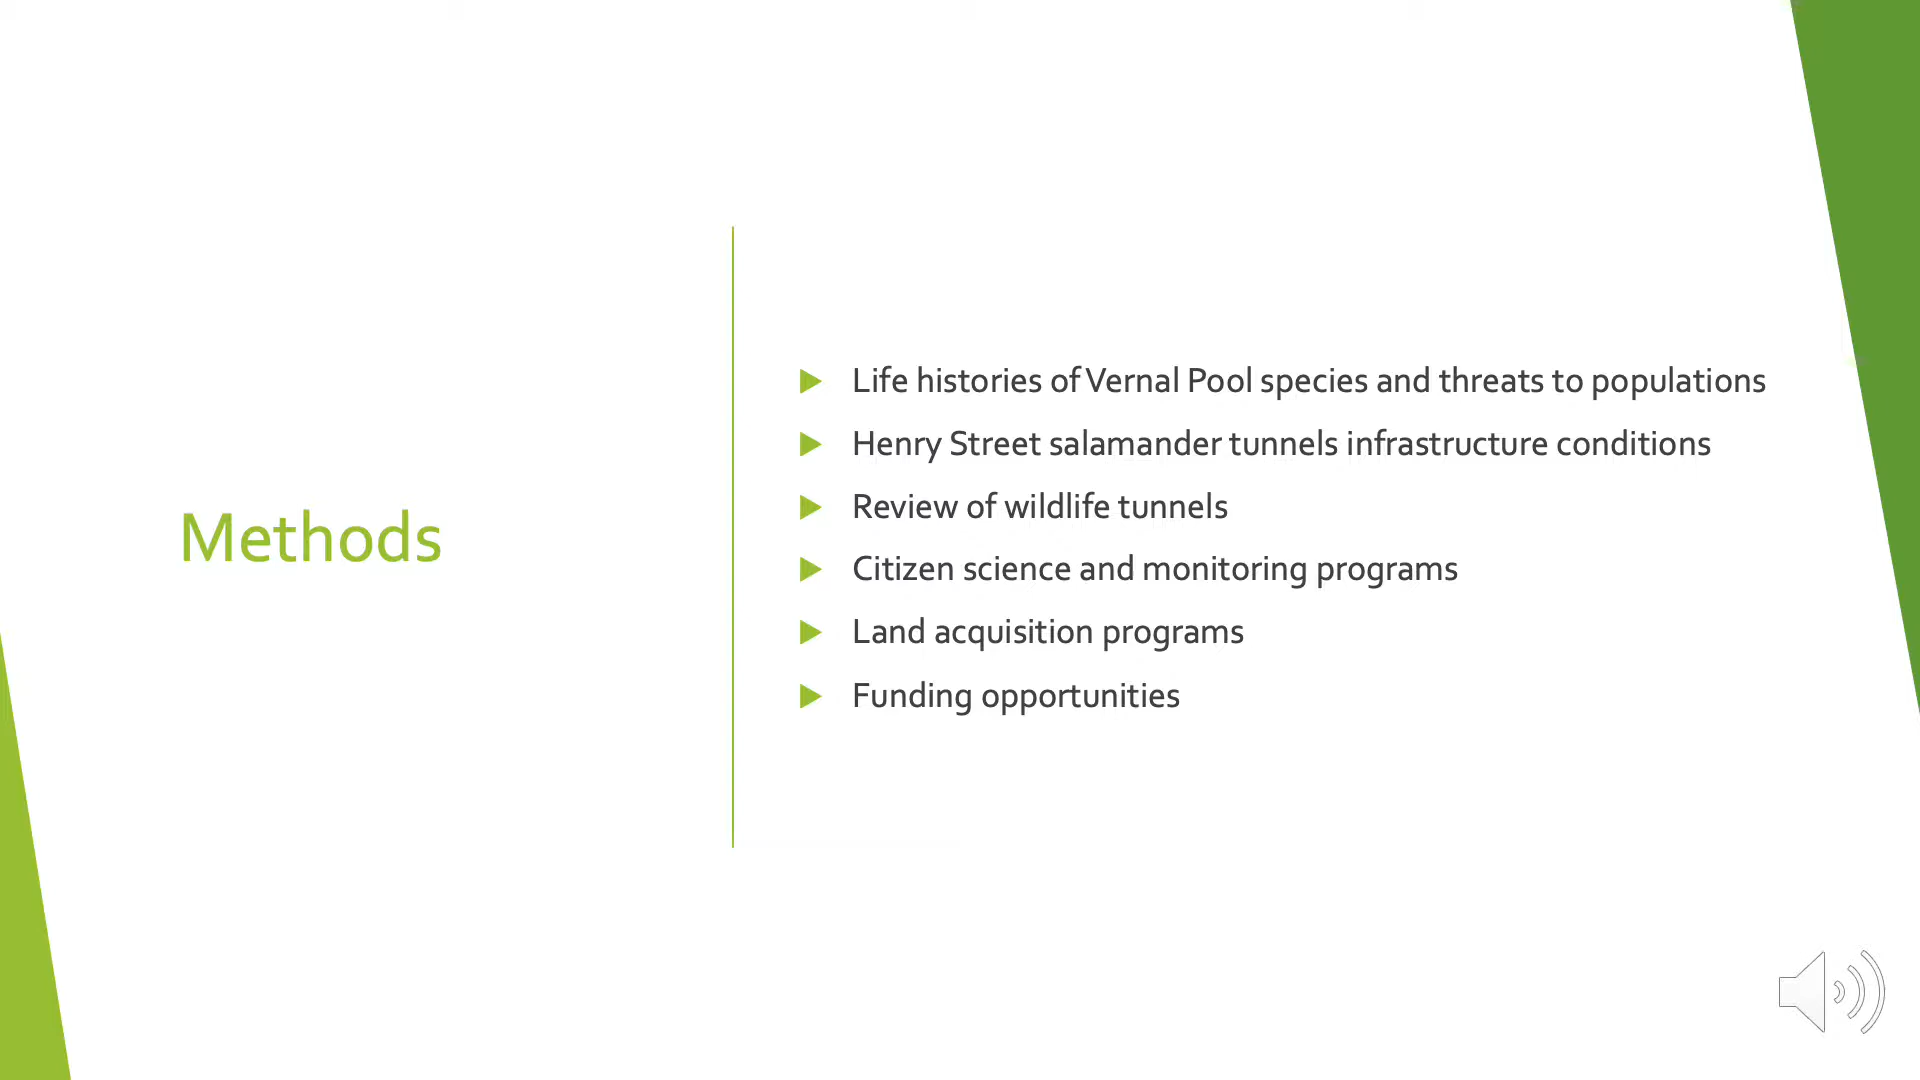 Methods
Life histories of Vernal Pool species and threats to populations
Henry Street salamander tunnels infrastructure conditions
Review of wildlife tunnels
Citizen science and monitoring programs
Land acquisition programs
Funding opportunities